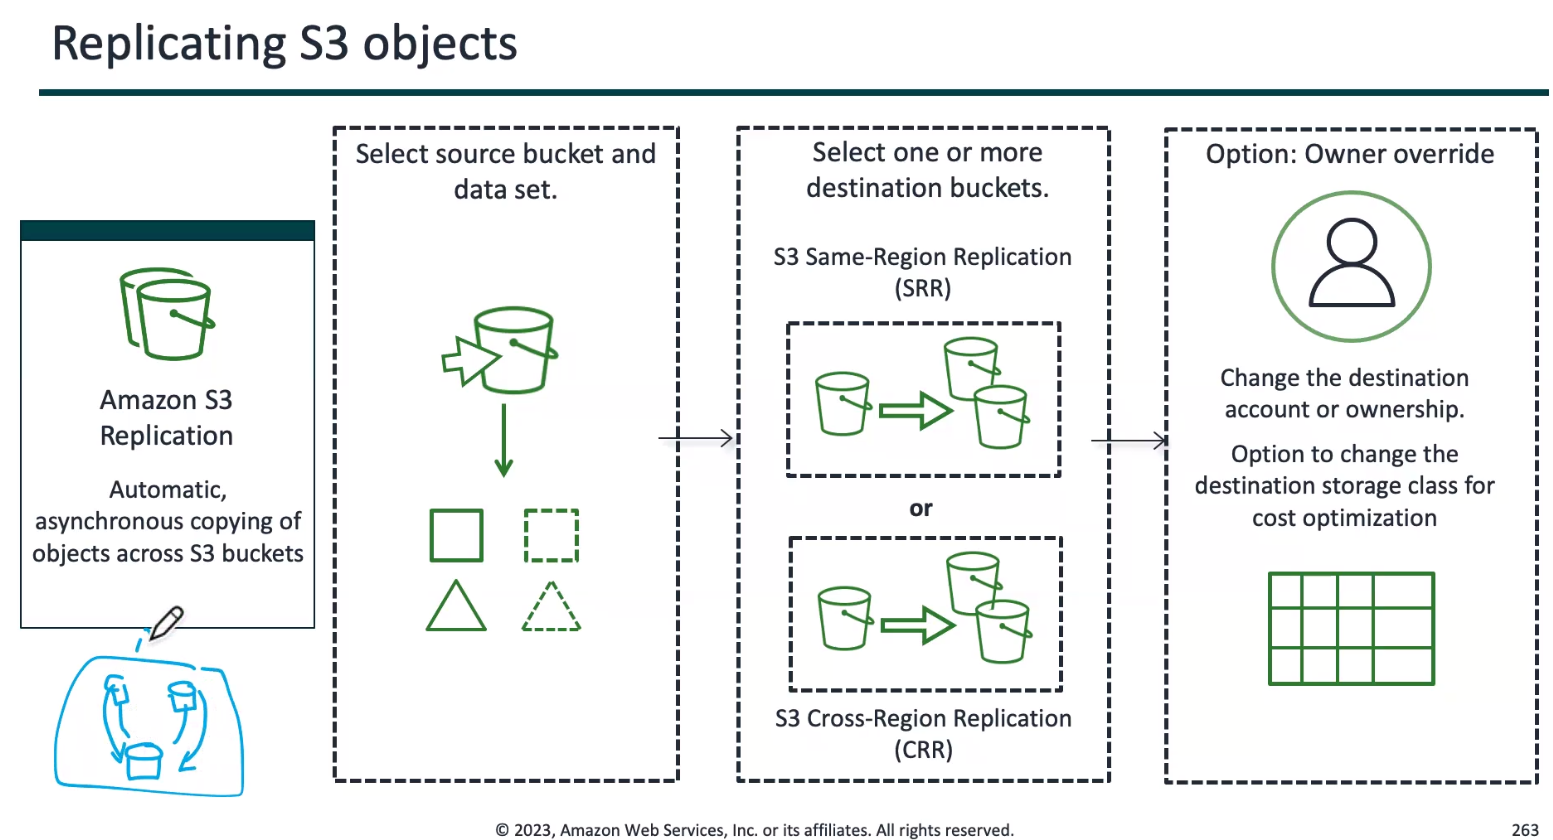 Replicating S3 objects
Amazon S3
Replication
Automatic,
asynchronous copying of
objects across S3 buckets
Select source bucket and
data set.
Select one or more
destination buckets.
S3 Same-Region Replication
(SRR)
or
S3 Cross-Region Replication
(CRR)
Option: Owner override
Change the destination
account or ownership.
Option to change the
destination storage class for
cost optimization
© 2023, Amazon Web Services, Inc. or its affiliates. All rights reserved.
263